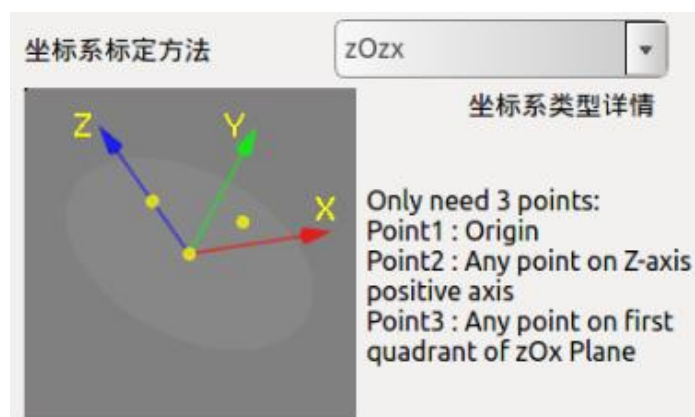 坐标系标定方法
zOzx
坐标系类型详情
Z
Y
X
Only need 3 points:
Point1 : Origin
Point2 : Any point on Z-axis
positive axis
Point3 : Any point on first
quadrant of zOx Plane